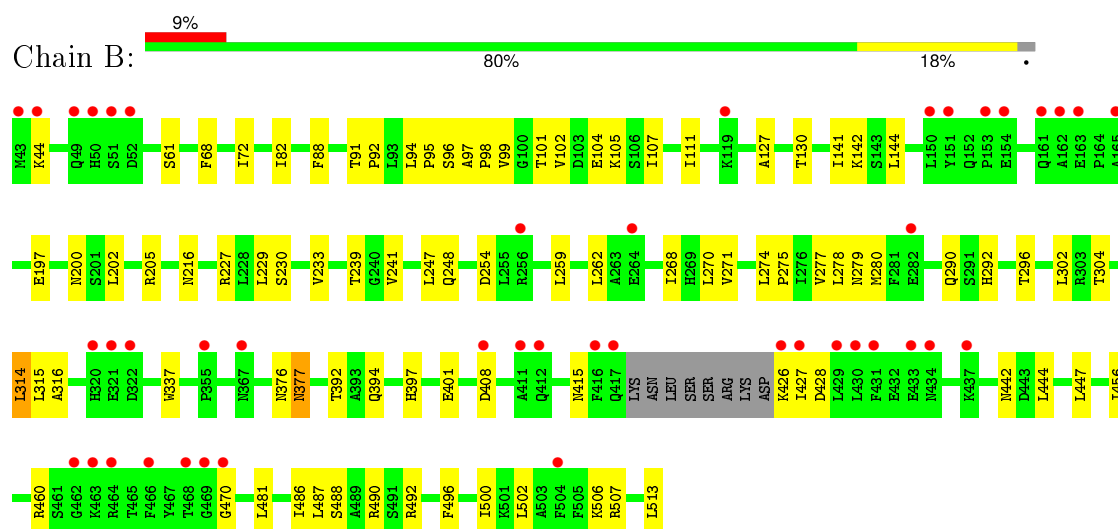 9%
Chain B:
80% 18% •
M43 K44 Q49 H50 S51 D52 S61 F68 I72 I82 F88 T91 P92 L93 L94 P95 S96 A97 P98 V99 G100 T101 V102 D103 E104 K105 S106 I107 I111 K119 A127 T130 I141 K142 S143 L144 L150 Y151 Q152 P153 E154 Q161 A162 E163 P164 A165
E197 N200 S201 L202 R205 N216 R227 L228 L229 S230 V233 T239 G240 V241 L247 Q248 D254 L255 R256 L259 L262 A263 E264 I268 H269 L270 V271 L274 P275 I276 V277 L278 N279 M280 F281 E282 Q290 S291 H292 T296 L302 R303 T304
L314 L315 A316 H320 E321 D322 W337 P355 N367 N376 N377 T392 A393 Q394 H397 E401 D408 A411 Q412 N415 F416 Q417 LYS ASN LEU SER SER ARG LYS ASP K426 I427 D428 L429 L430 F431 E432 E433 N434 K437 N442 D443 L444 L447 I456
R460 S461 G462 K463 R464 T465 F466 Y467 T468 G469 G470 L481 I486 L487 S488 A489 R490 S491 R492 F496 I500 K501 L502 A503 F504 F505 K506 R507 L513